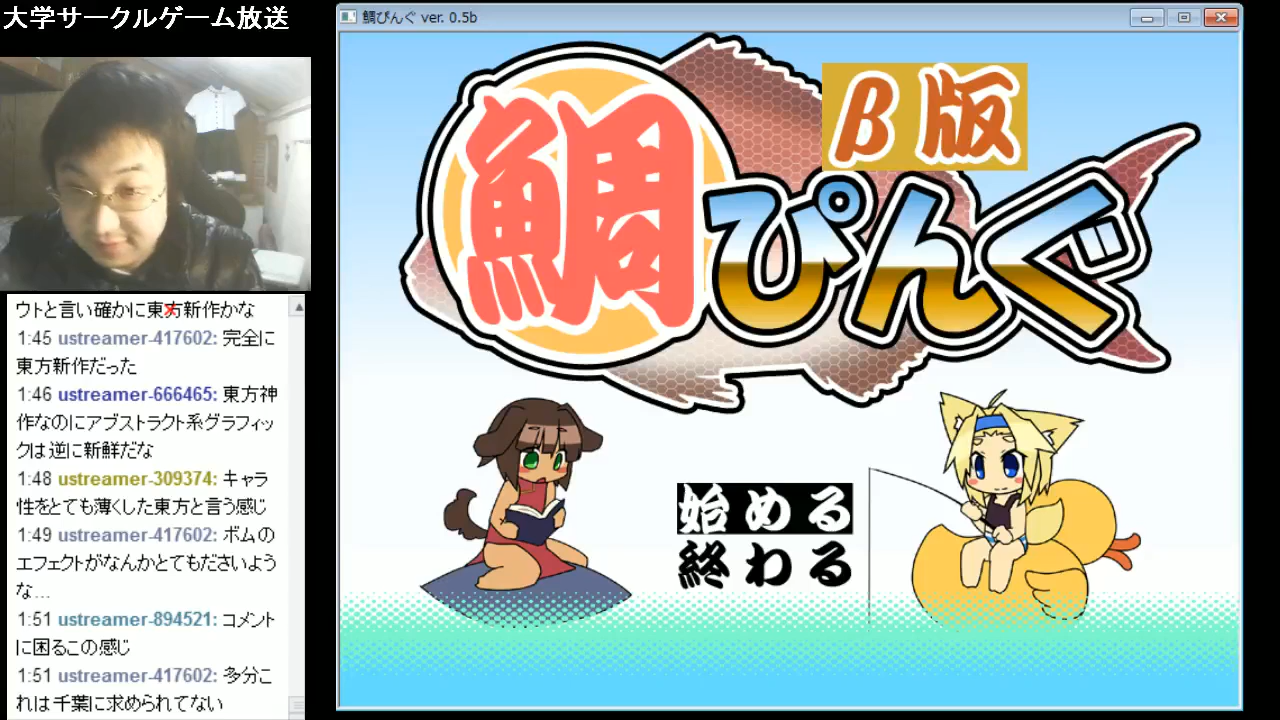 大学サークルゲーム放送
鯛ぴんぐ ver. 0.5b
β版
鯛ぴんぐ
始める
終わる
ウトと言い確かに東方新作かな
1:45 ustreamer-417602: 完全に
東方新作だった
1:46 ustreamer-666465: 東方神
作なのにアブストラクト系グラフィッ
クは逆に新鮮だな
1:48 ustreamer-309374: キャラ
性をとても薄くした東方と言う感じ
1:49 ustreamer-417602: ボムの
エフェクトがなんかとてもださいよう
な…
1:51 ustreamer-894521: コメント
に困るこの感じ
1:51 ustreamer-417602: 多分こ
れは千葉に求められてない